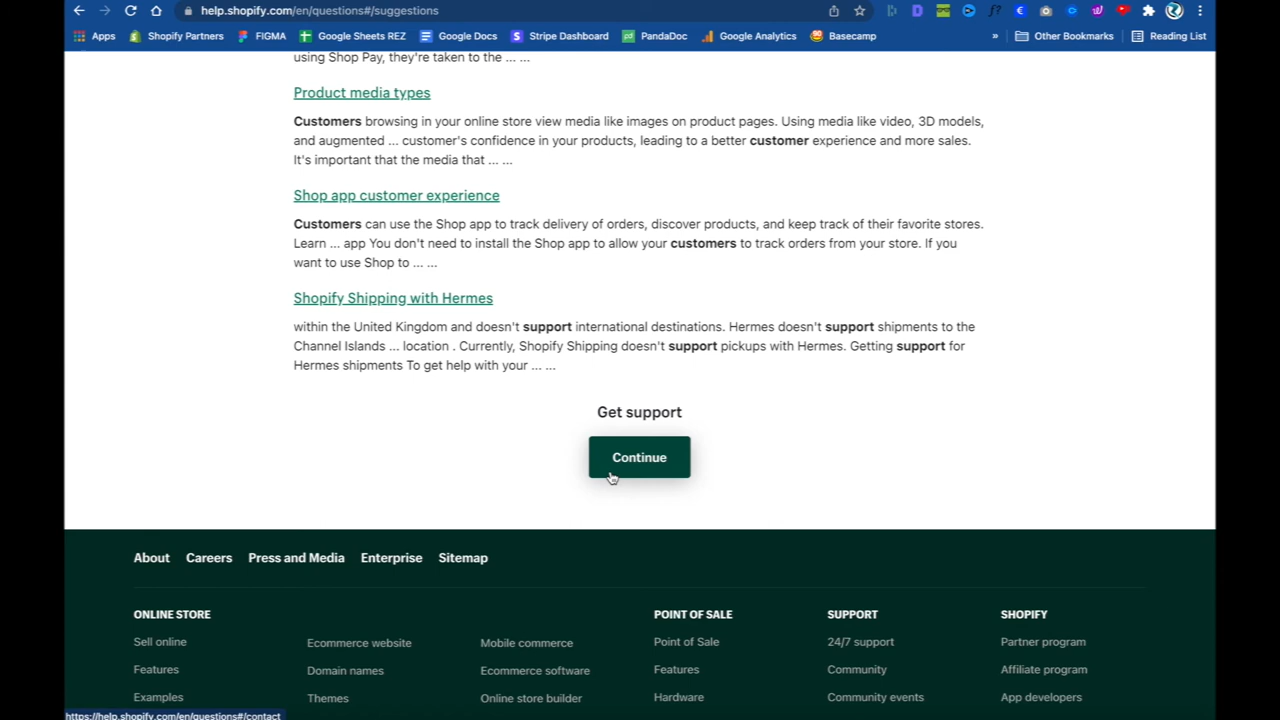 help.shopify.com/en/questions#/suggestions
Apps Shopify Partners FIGMA Google Sheets REZ Google Docs Stripe Dashboard PandaDoc Google Analytics Basecamp » Other Bookmarks Reading List
using Shop Pay, they're taken to the ... ...
Product media types
Customers browsing in your online store view media like images on product pages. Using media like video, 3D models,
and augmented ... customer's confidence in your products, leading to a better customer experience and more sales.
It's important that the media that ... ...
Shop app customer experience
Customers can use the Shop app to track delivery of orders, discover products, and keep track of their favorite stores.
Learn ... app You don't need to install the Shop app to allow your customers to track orders from your store. If you
want to use Shop to ... ...
Shopify Shipping with Hermes
within the United Kingdom and doesn't support international destinations. Hermes doesn't support shipments to the
Channel Islands ... location . Currently, Shopify Shipping doesn't support pickups with Hermes. Getting support for
Hermes shipments To get help with your ... ...
Get support
Continue
About Careers Press and Media Enterprise Sitemap
ONLINE STORE POINT OF SALE SUPPORT SHOPIFY
Sell online Ecommerce website Mobile commerce Point of Sale 24/7 support Partner program
Features Domain names Ecommerce software Features Community Affiliate program
Examples Themes Online store builder Hardware Community events App developers
https://help.shopify.com/en/questions#/contact